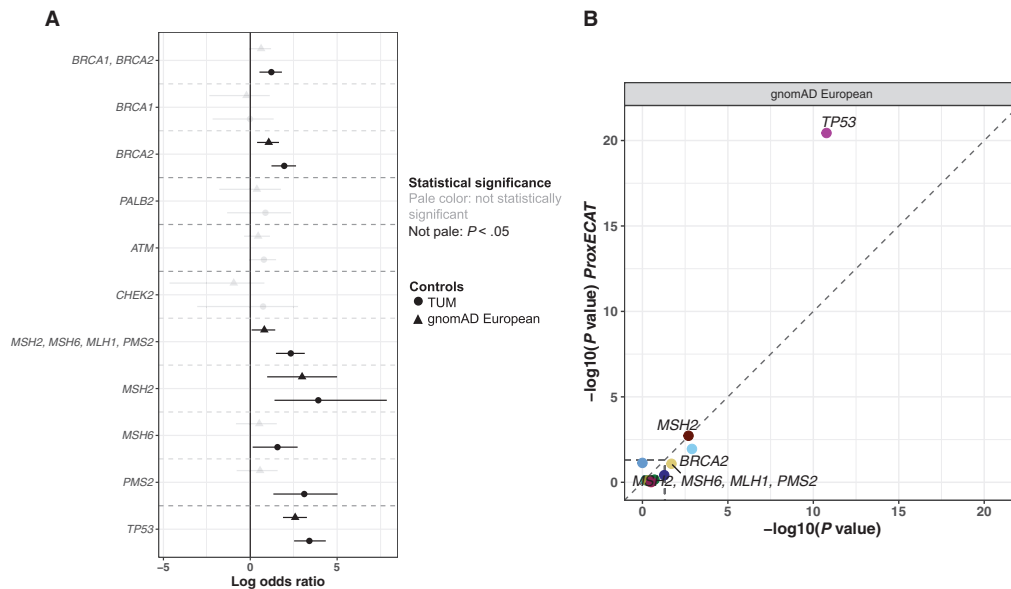 A
BRCA1, BRCA2
BRCA1
BRCA2
PALB2
ATM
CHEK2
MSH2, MSH6, MLH1, PMS2
MSH2
MSH6
PMS2
TP53
−5
0
5
Log odds ratio
Statistical significance
Pale color: not statistically
significant
Not pale: P < .05
Controls
TUM
gnomAD European
B
gnomAD European
−log10(P value) ProxECAT
20
15
10
5
0
TP53
MSH2
BRCA2
MSH2, MSH6, MLH1, PMS2
0
5
10
15
20
−log10(P value)